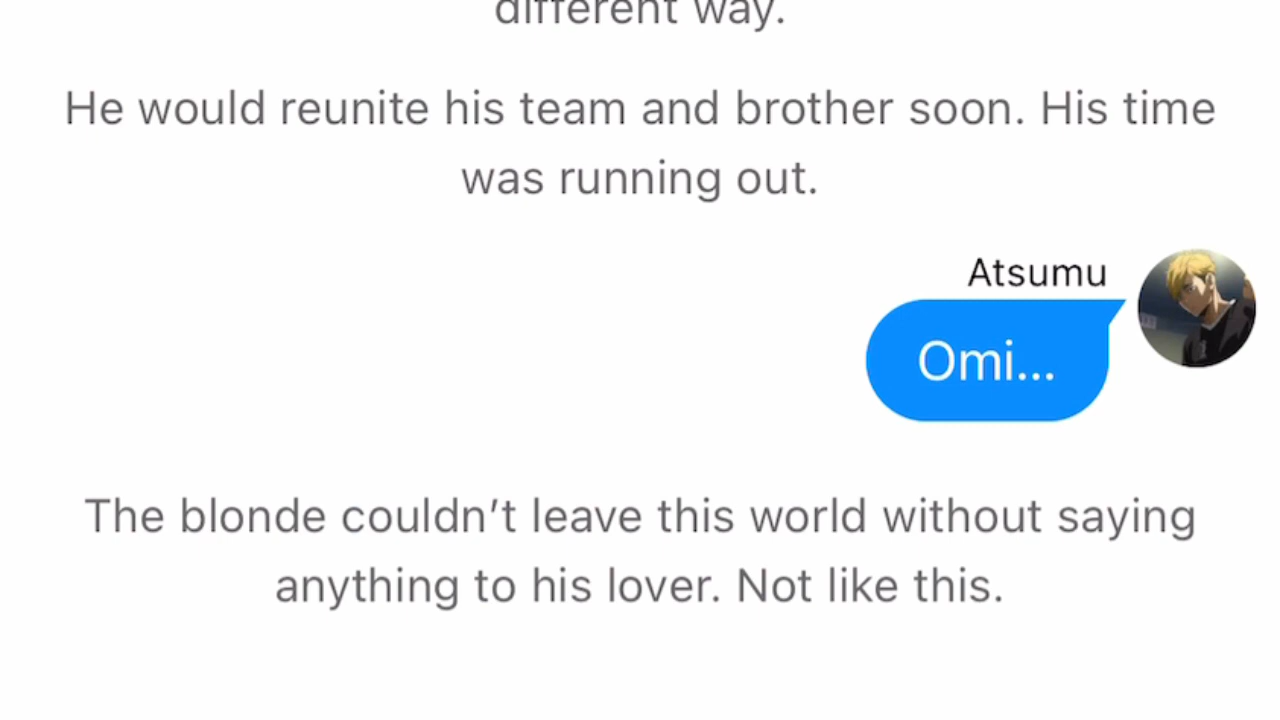 different way.
He would reunite his team and brother soon. His time
was running out.
Atsumu
Omi...
The blonde couldn’t leave this world without saying
anything to his lover. Not like this.